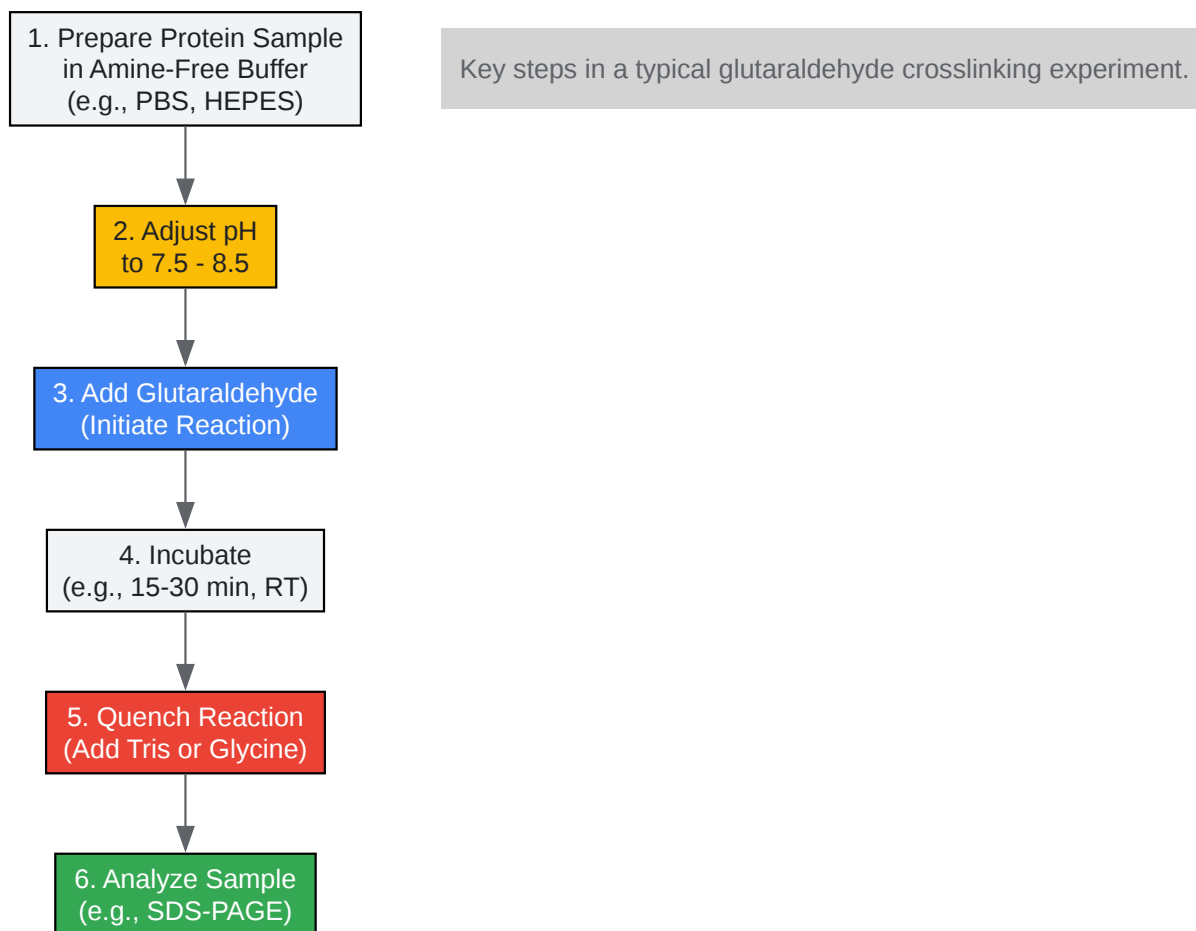 1. Prepare Protein Sample
in Amine-Free Buffer
(e.g., PBS, HEPES)
Key steps in a typical glutaraldehyde crosslinking experiment.
2. Adjust pH
to 7.5 - 8.5
3. Add Glutaraldehyde
(Initiate Reaction)
4. Incubate
(e.g., 15-30 min, RT)
5. Quench Reaction
(Add Tris or Glycine)
6. Analyze Sample
(e.g., SDS-PAGE)